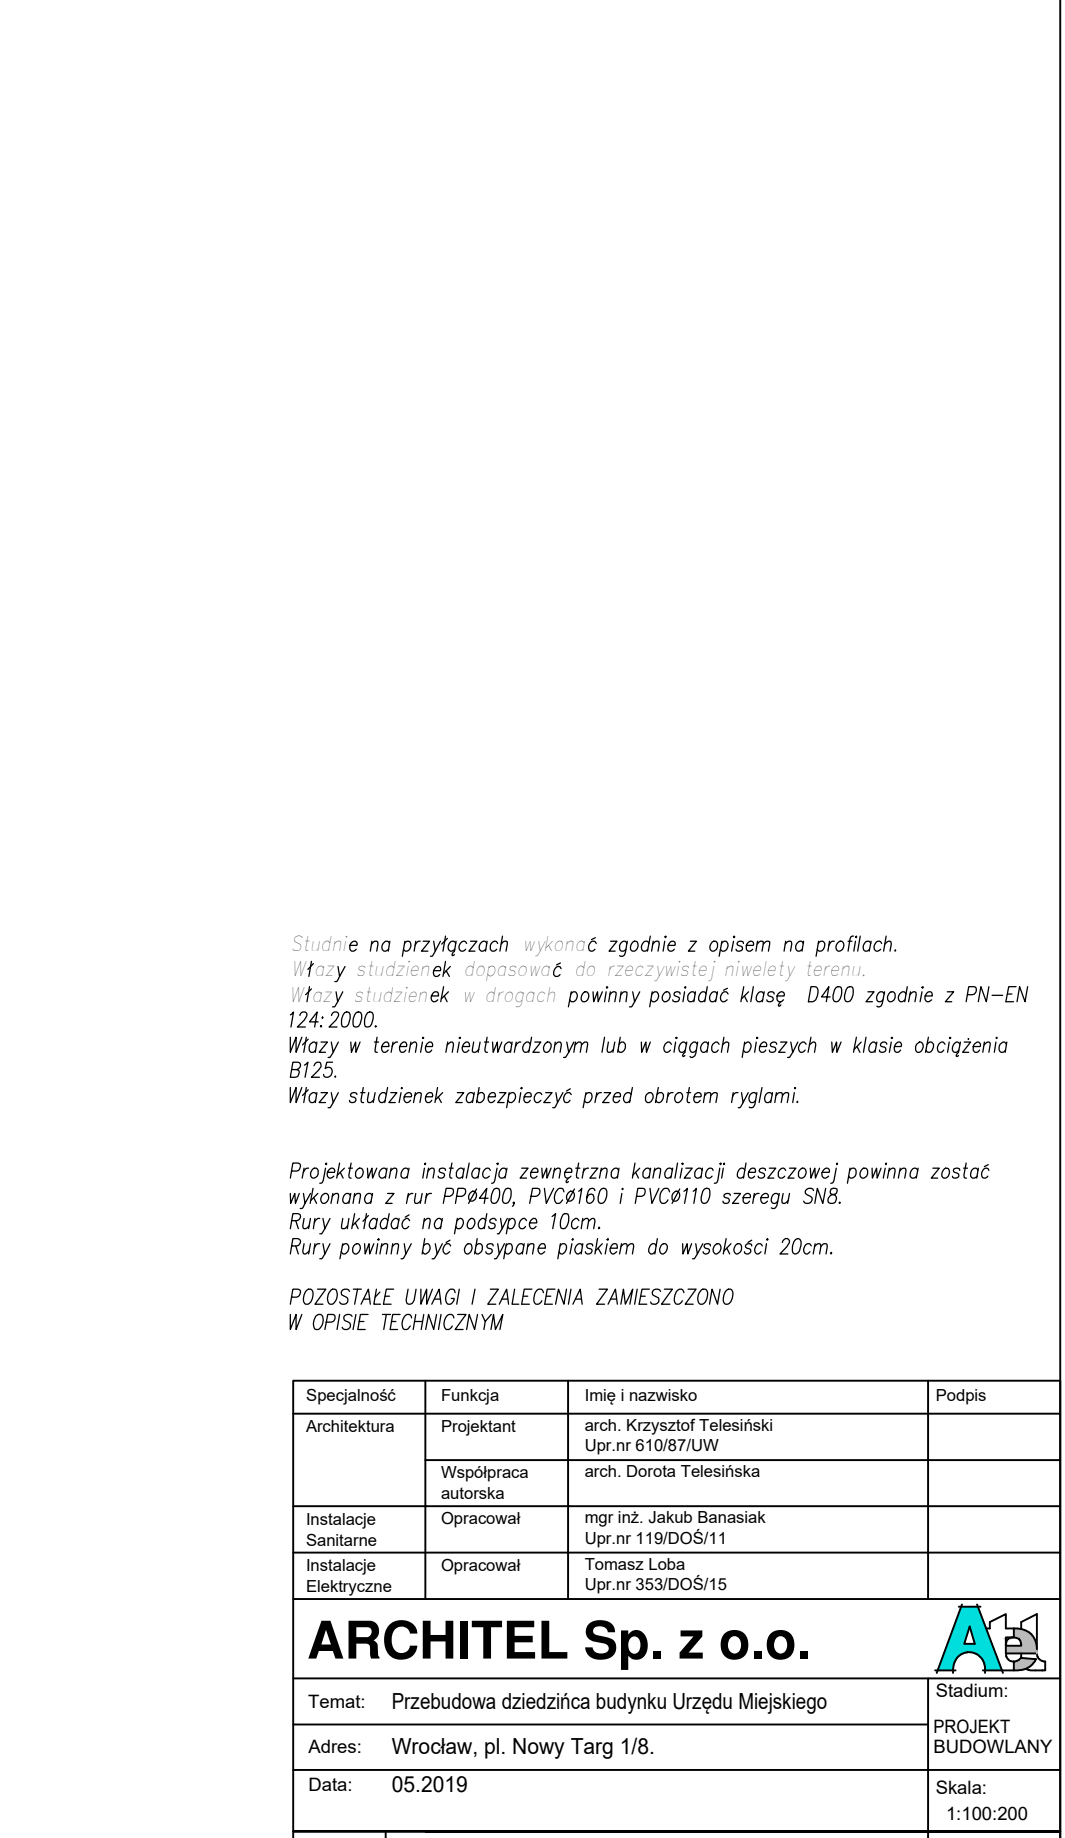 Studnie na przyłączach wykonać zgodnie z opisem na profilach.
Włazy studzienek dopasować do rzeczywistej niwelety terenu.
Włazy studzienek w drogach powinny posiadać klasę D400 zgodnie z PN-EN
124:2000.
Włazy w terenie nieutwardzonym lub w ciągach pieszych w klasie obciążenia
B125.
Włazy studzienek zabezpieczyć przed obrotem ryglami.
Projektowana instalacja zewnętrzna kanalizacji deszczowej powinna zostać
wykonana z rur PPø400, PVCø160 i PVCø110 szeregu SN8.
Rury układać na podsypce 10cm.
Rury powinny być obsypane piaskiem do wysokości 20cm.
POZOSTAŁE UWAGI I ZALECENIA ZAMIESZCZONO
W OPISIE TECHNICZNYM
Specjalność Funkcja Imię i nazwisko Podpis
Architektura Projektant arch. Krzysztof Telesiński
Upr.nr 610/87/UW
Współpraca arch. Dorota Telesińska
autorska
Instalacje Opracował mgr inż. Jakub Banasiak
Sanitarne Upr.nr 119/DOŚ/11
Instalacje Opracował Tomasz Loba
Elektryczne Upr.nr 353/DOŚ/15
ARCHITEL Sp. z o.o.
Temat: Przebudowa dziedzińca budynku Urzędu Miejskiego
Stadium:
PROJEKT
BUDOWLANY
Adres: Wrocław, pl. Nowy Targ 1/8.
Data: 05.2019
Skala:
1:100:200